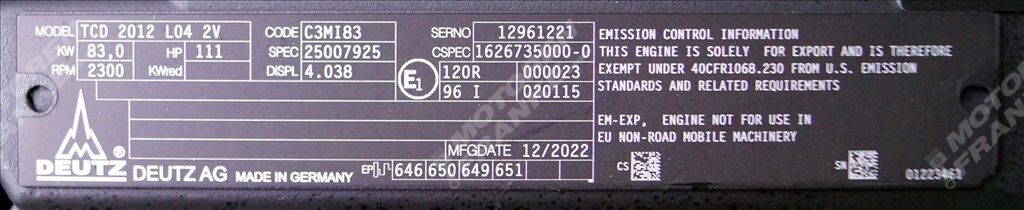 MODEL TCD 2012 L04 2V CODE C3MI83 SERNO 12961221
KW 83,0 HP 111 SPEC 25007925 CSPEC 1626735000-0
RPM 2300 KWred DISPL 4.038 E1 120R 000023
96 I 020115
MFGDATE 12/2022
DEUTZ DEUTZ AG MADE IN GERMANY EP 646 650 649 651
EMISSION CONTROL INFORMATION
THIS ENGINE IS SOLELY FOR EXPORT AND IS THEREFORE
EXEMPT UNDER 40CFR1068.230 FROM U.S. EMISSION
STANDARDS AND RELATED REQUIREMENTS
EM-EXP, ENGINE NOT FOR USE IN
EU NON-ROAD MOBILE MACHINERY
CS SN 01223461
MOTOR
FRAN